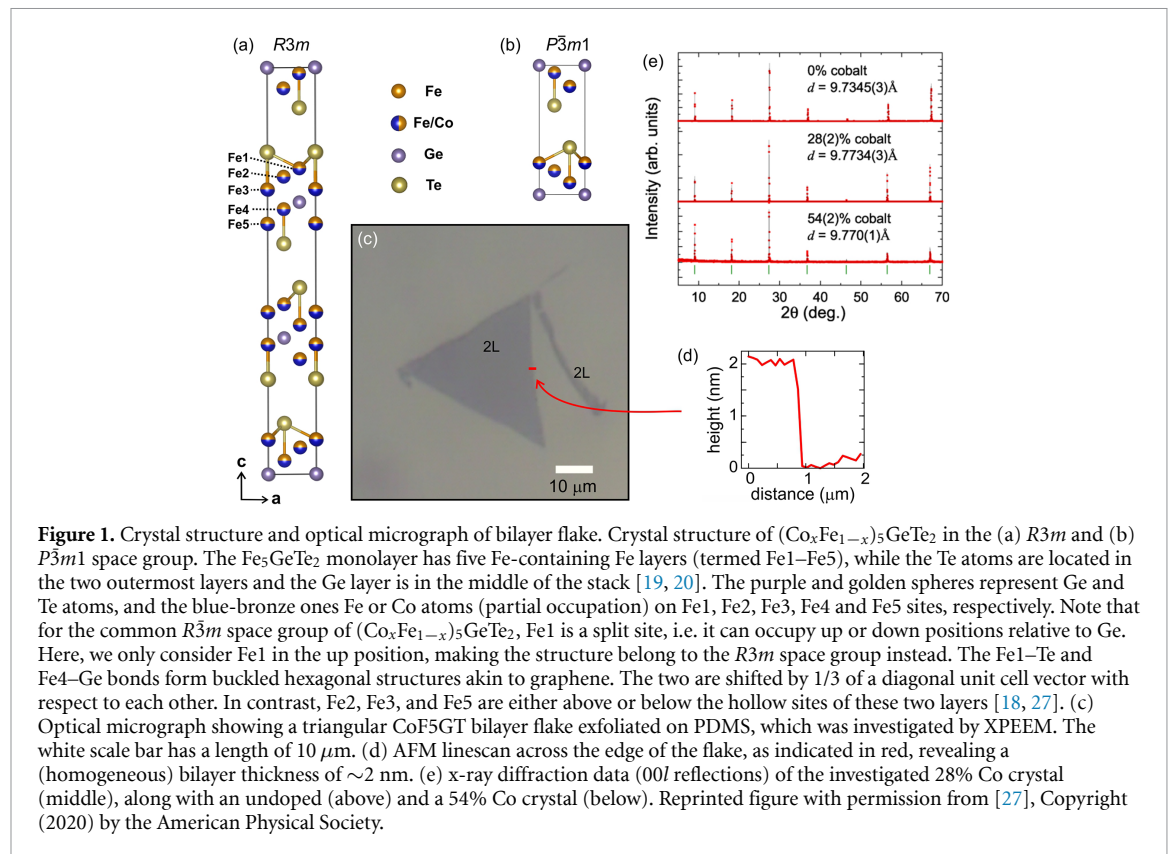 (a)
R3m
(b)
P3̄m1
(e)
Fe
Fe/Co
Ge
Te
Fe1
Fe2
Fe3
Fe4
Fe5
c
a
(c)
2L
2L
10 μm
Intensity (arb. units)
0% cobalt
d = 9.7345(3)Å
28(2)% cobalt
d = 9.7734(3)Å
54(2)% cobalt
d = 9.770(1)Å
10 20 30 40 50 60 70
2θ (deg.)
(d)
height (nm)
2
1
0
0 1 2
distance (μm)
Figure 1. Crystal structure and optical micrograph of bilayer flake. Crystal structure of (CoxFe1−x)5GeTe2 in the (a) R3m and (b)
P3̄m1 space group. The Fe5GeTe2 monolayer has five Fe-containing Fe layers (termed Fe1–Fe5), while the Te atoms are located in
the two outermost layers and the Ge layer is in the middle of the stack [19, 20]. The purple and golden spheres represent Ge and
Te atoms, and the blue-bronze ones Fe or Co atoms (partial occupation) on Fe1, Fe2, Fe3, Fe4 and Fe5 sites, respectively. Note that
for the common R3̄m space group of (CoxFe1−x)5GeTe2, Fe1 is a split site, i.e. it can occupy up or down positions relative to Ge.
Here, we only consider Fe1 in the up position, making the structure belong to the R3m space group instead. The Fe1–Te and
Fe4–Ge bonds form buckled hexagonal structures akin to graphene. The two are shifted by 1/3 of a diagonal unit cell vector with
respect to each other. In contrast, Fe2, Fe3, and Fe5 are either above or below the hollow sites of these two layers [18, 27]. (c)
Optical micrograph showing a triangular CoF5GT bilayer flake exfoliated on PDMS, which was investigated by XPEEM. The
white scale bar has a length of 10 μm. (d) AFM linescan across the edge of the flake, as indicated in red, revealing a
(homogeneous) bilayer thickness of ∼2 nm. (e) x-ray diffraction data (00l reflections) of the investigated 28% Co crystal
(middle), along with an undoped (above) and a 54% Co crystal (below). Reprinted figure with permission from [27], Copyright
(2020) by the American Physical Society.